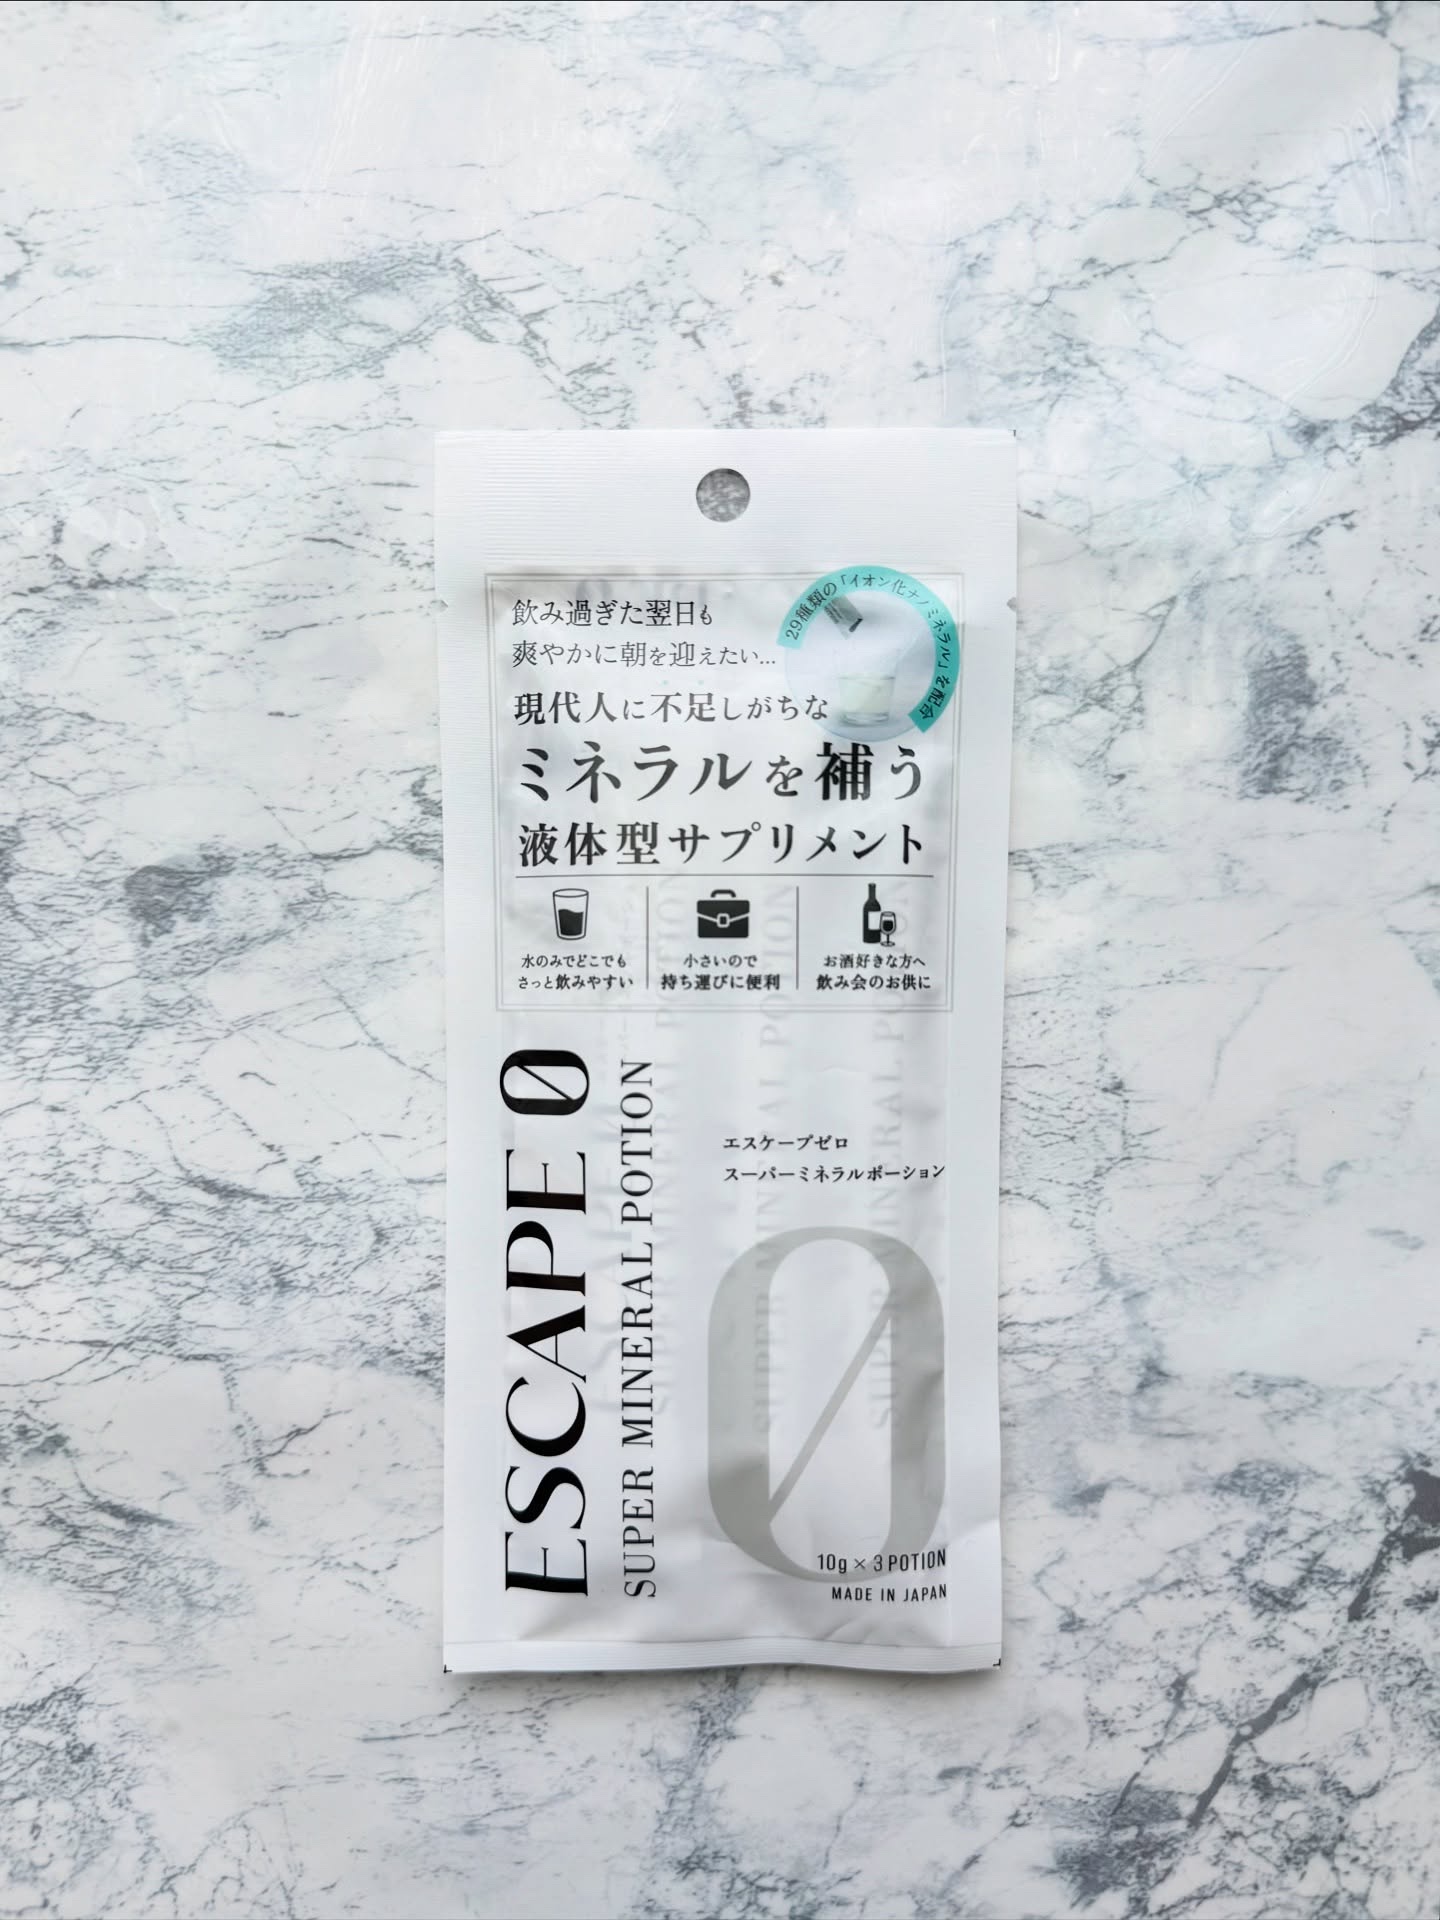 29種類の「イオン化ナノミネラル」を配合
飲み過ぎた翌日も
爽やかに朝を迎えたい...
現代人に不足しがちな
ミネラルを補う
液体型サプリメント
水のみでどこでも
さっと飲みやすい
小さいので
持ち運びに便利
お酒好きな方へ
飲み会のお供に
ESCAPE 0
SUPER MINERAL POTION
エスケープゼロ
スーパーミネラルポーション
0
10g × 3 POTION
MADE IN JAPAN